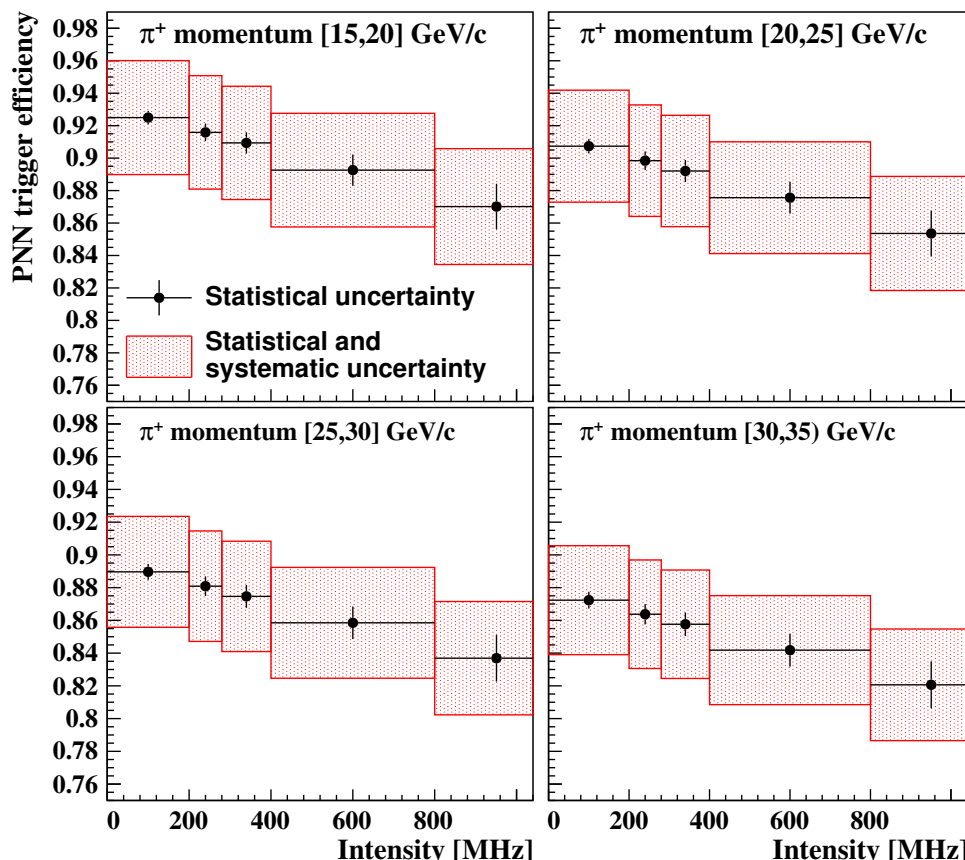 π+ momentum [15,20] GeV/c
π+ momentum [20,25] GeV/c
PNN trigger efficiency
0.98
0.96
0.94
0.92
0.9
0.88
0.86
0.84
0.82
0.8
0.78
0.76
Statistical uncertainty
Statistical and
systematic uncertainty
π+ momentum [25,30] GeV/c
π+ momentum [30,35) GeV/c
0.98
0.96
0.94
0.92
0.9
0.88
0.86
0.84
0.82
0.8
0.78
0.76
0 200 400 600 800
0 200 400 600 800
Intensity [MHz]
Intensity [MHz]